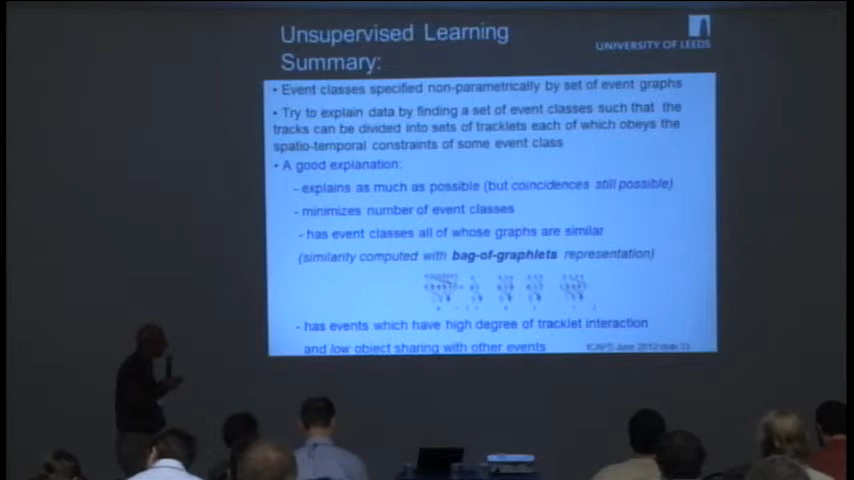 Unsupervised Learning
Summary:
UNIVERSITY OF LEEDS
• Event classes specified non-parametrically by set of event graphs
• Try to explain data by finding a set of event classes such that the
tracks can be divided into sets of tracklets each of which obeys the
spatio-temporal constraints of some event class
• A good explanation:
- explains as much as possible (but coincidences still possible)
- minimizes number of event classes
- has event classes all of whose graphs are similar
(similarity computed with bag-of-graphlets representation)
- has events which have high degree of tracklet interaction
and low object sharing with other events
ICAPS June 2012 slide